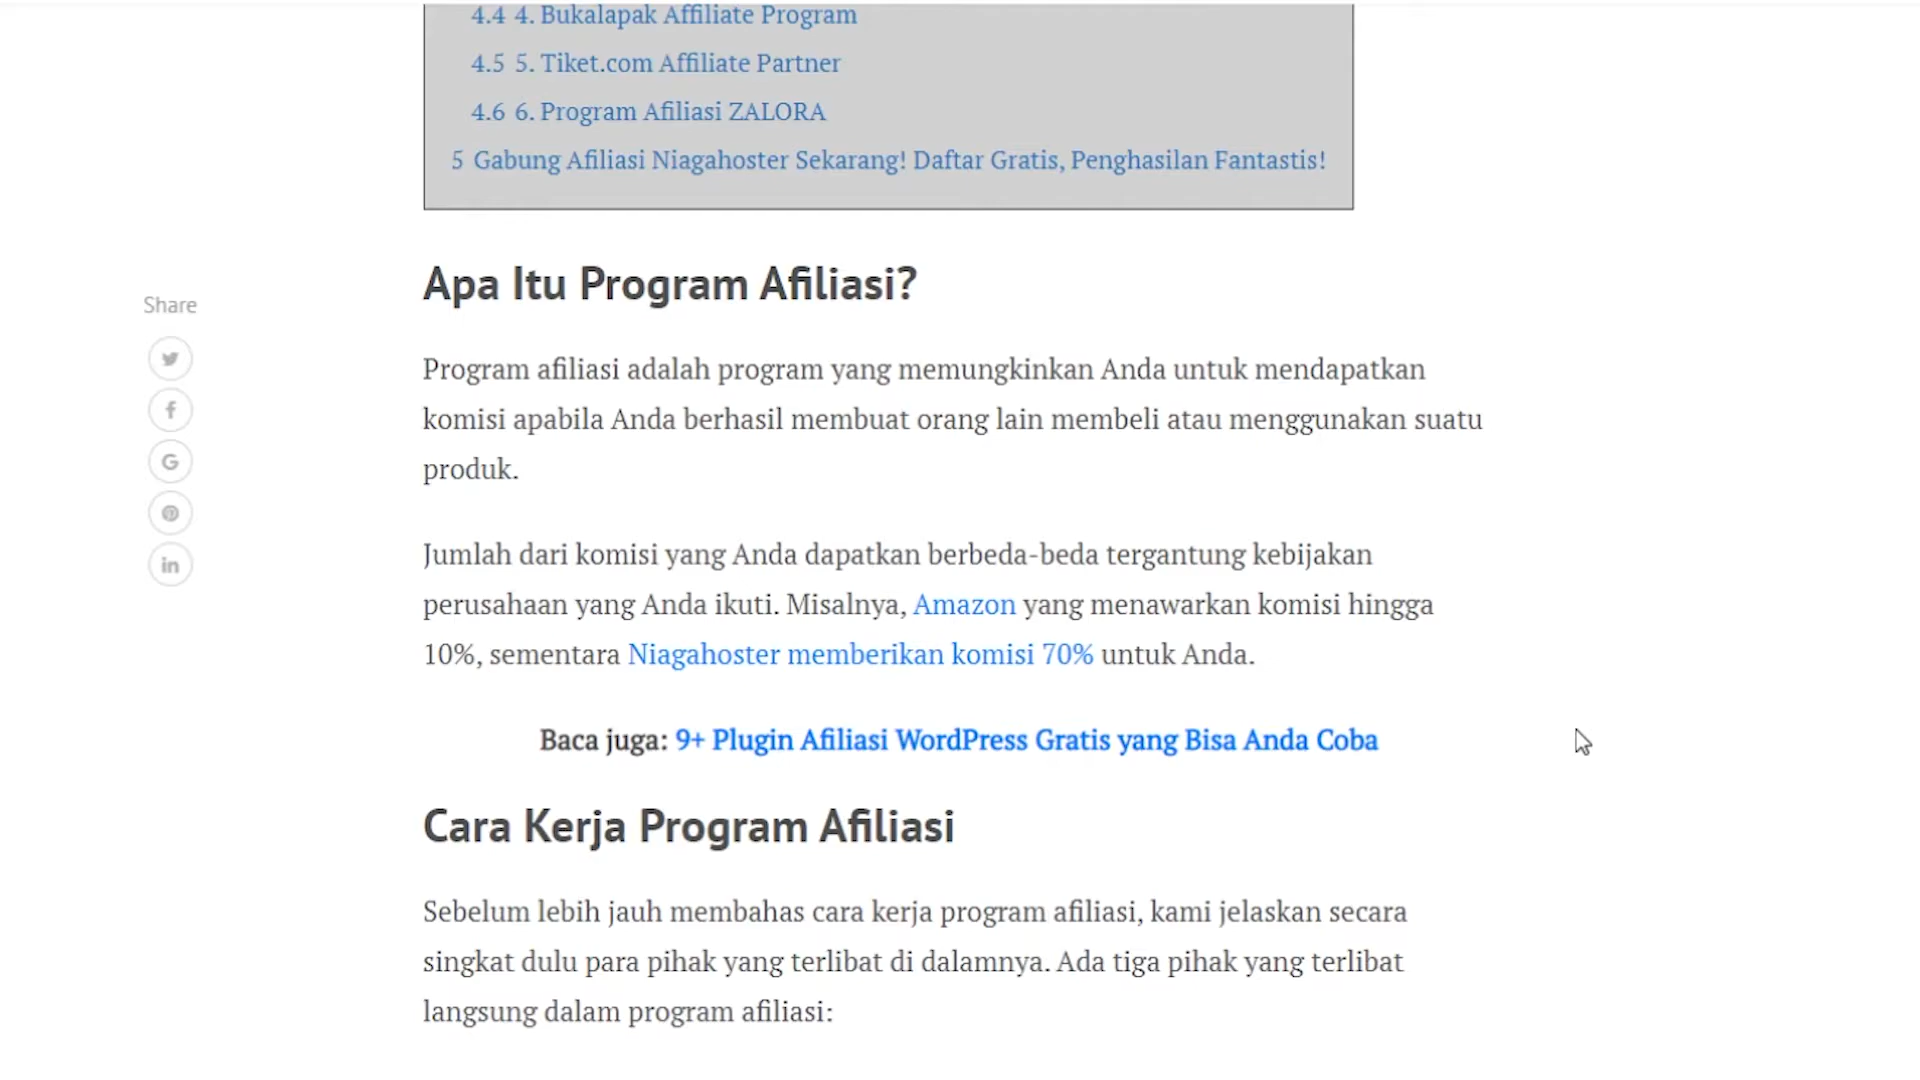 4.4 4. Bukalapak Affiliate Program
4.5 5. Tiket.com Affiliate Partner
4.6 6. Program Afiliasi ZALORA
5 Gabung Afiliasi Niagahoster Sekarang! Daftar Gratis, Penghasilan Fantastis!
Apa Itu Program Afiliasi?
Share
Program afiliasi adalah program yang memungkinkan Anda untuk mendapatkan
komisi apabila Anda berhasil membuat orang lain membeli atau menggunakan suatu
produk.
Jumlah dari komisi yang Anda dapatkan berbeda-beda tergantung kebijakan
perusahaan yang Anda ikuti. Misalnya, Amazon yang menawarkan komisi hingga
10%, sementara Niagahoster memberikan komisi 70% untuk Anda.
Baca juga: 9+ Plugin Afiliasi WordPress Gratis yang Bisa Anda Coba
Cara Kerja Program Afiliasi
Sebelum lebih jauh membahas cara kerja program afiliasi, kami jelaskan secara
singkat dulu para pihak yang terlibat di dalamnya. Ada tiga pihak yang terlibat
langsung dalam program afiliasi: